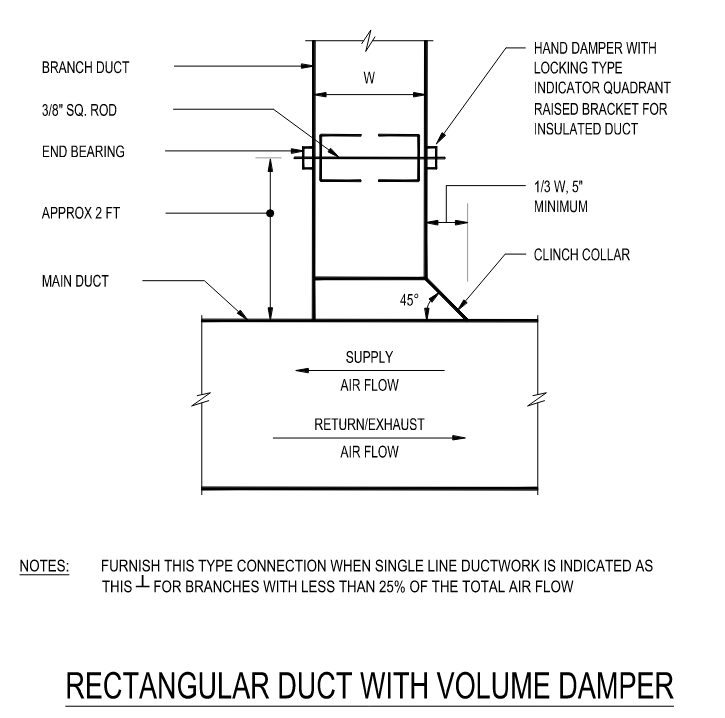 BRANCH DUCT
3/8" SQ. ROD
END BEARING
APPROX 2 FT
MAIN DUCT
W
HAND DAMPER WITH
LOCKING TYPE
INDICATOR QUADRANT
RAISED BRACKET FOR
INSULATED DUCT
1/3 W, 5"
MINIMUM
CLINCH COLLAR
45°
SUPPLY
AIR FLOW
RETURN/EXHAUST
AIR FLOW
NOTES: FURNISH THIS TYPE CONNECTION WHEN SINGLE LINE DUCTWORK IS INDICATED AS
THIS ┴ FOR BRANCHES WITH LESS THAN 25% OF THE TOTAL AIR FLOW
RECTANGULAR DUCT WITH VOLUME DAMPER